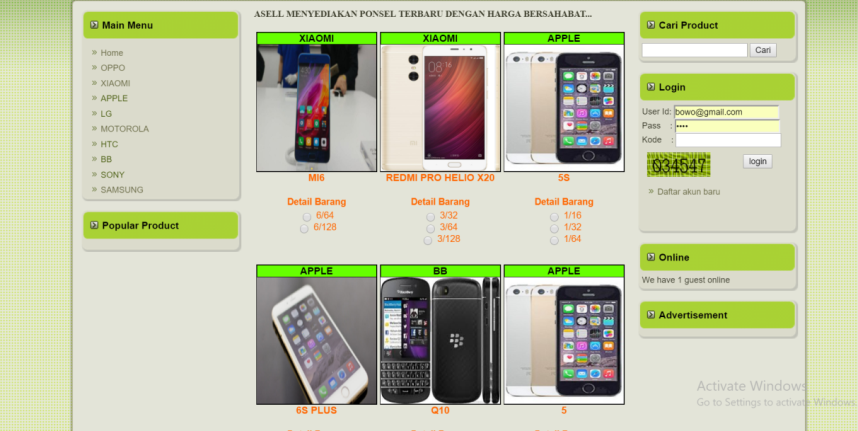 Main Menu
Home
OPPO
XIAOMI
APPLE
LG
MOTOROLA
HTC
BB
SONY
SAMSUNG
Popular Product
ASELL MENYEDIAKAN PONSEL TERBARU DENGAN HARGA BERSAHABAT...
XIAOMI
MI6
Detail Barang
6/64
6/128
XIAOMI
REDMI PRO HELIO X20
Detail Barang
3/32
3/64
3/128
APPLE
5S
Detail Barang
1/16
1/32
1/64
APPLE
6S PLUS
BB
Q10
APPLE
5
Cari Product
Cari
Login
User Id: bowo@gmail.com
Pass :
Kode :
034547
login
Daftar akun baru
Online
We have 1 guest online
Advertisement
Activate Windows
Go to Settings to activate Windows.